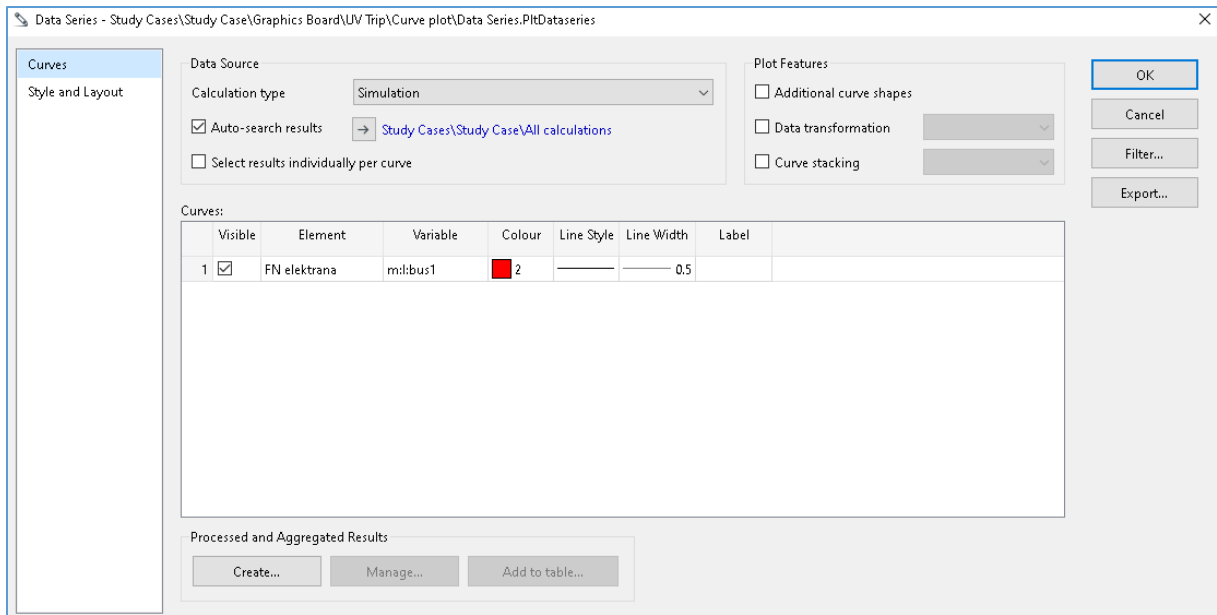 Data Series - Study Cases\Study Case\Graphics Board\UV Trip\Curve plot\Data Series.PltDataseries
Curves
Style and Layout
Data Source
Calculation type Simulation
Auto-search results Study Cases\Study Case\All calculations
Select results individually per curve
Plot Features
Additional curve shapes
Data transformation
Curve stacking
OK
Cancel
Filter...
Export...
Curves:
Visible Element Variable Colour Line Style Line Width Label
1 FN elektrana m:I:bus1 2 0.5
Processed and Aggregated Results
Create... Manage... Add to table...